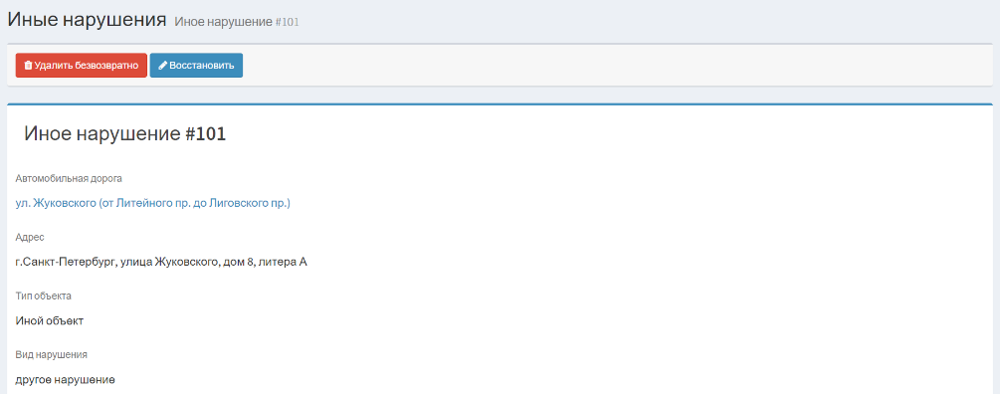 Иные нарушения Иное нарушение #101
Удалить безвозвратно Восстановить
Иное нарушение #101
Автомобильная дорога
ул. Жуковского (от Литейного пр. до Лиговского пр.)
Адрес
г.Санкт-Петербург, улица Жуковского, дом 8, литера А
Тип объекта
Иной объект
Вид нарушения
другое нарушение